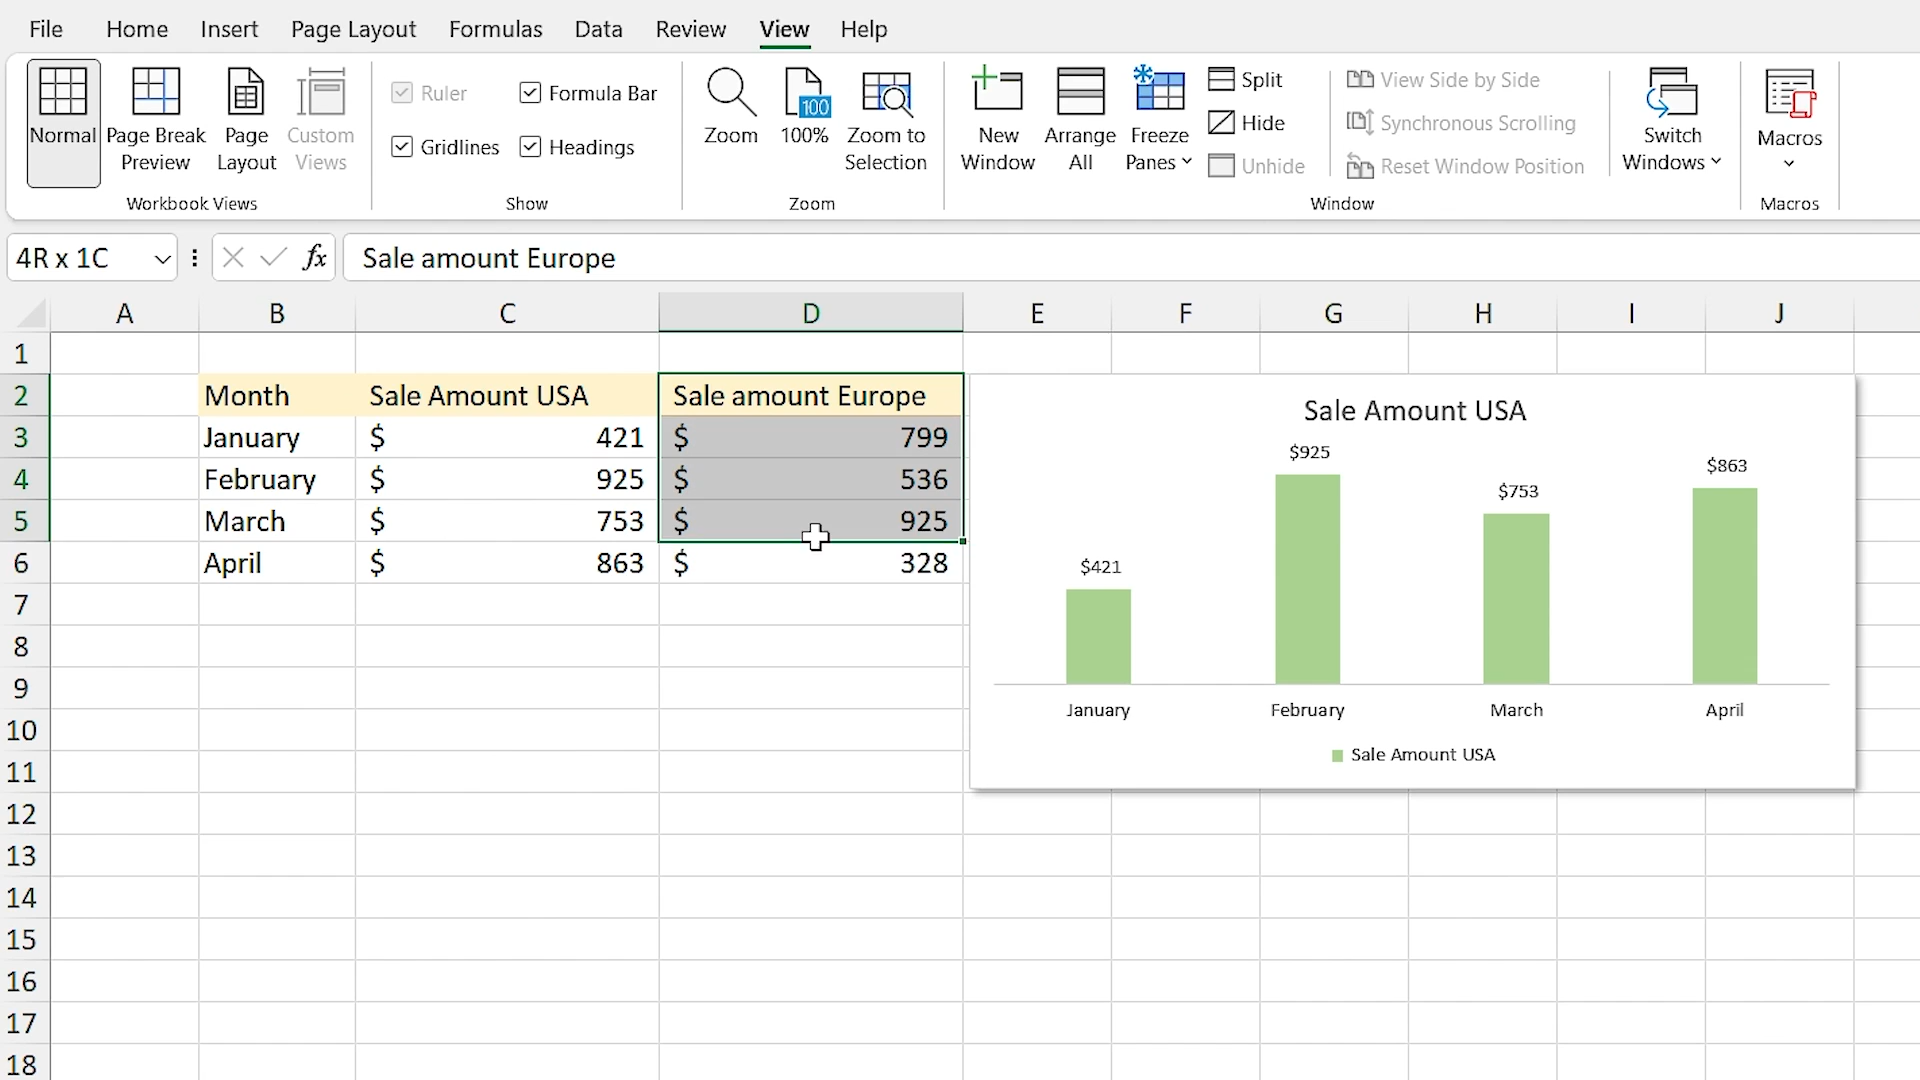 File Home Insert Page Layout Formulas Data Review View Help
Normal
Page Break Preview
Page Layout
Custom Views
Workbook Views
Ruler
Formula Bar
Gridlines
Headings
Show
Zoom
100
100%
Zoom to Selection
Zoom
New Window
Arrange All
Freeze Panes
Split
Hide
Unhide
View Side by Side
Synchronous Scrolling
Reset Window Position
Window
Switch Windows
Macros
Macros
4R x 1C fx Sale amount Europe
A B C D E F G H I J
1
2 Month Sale Amount USA Sale amount Europe
3 January $ 421 $ 799
4 February $ 925 $ 536
5 March $ 753 $ 925
6 April $ 863 $ 328
7
8
9
10
11
12
13
14
15
16
17
18
Sale Amount USA
$421 $925 $753 $863
January February March April
Sale Amount USA